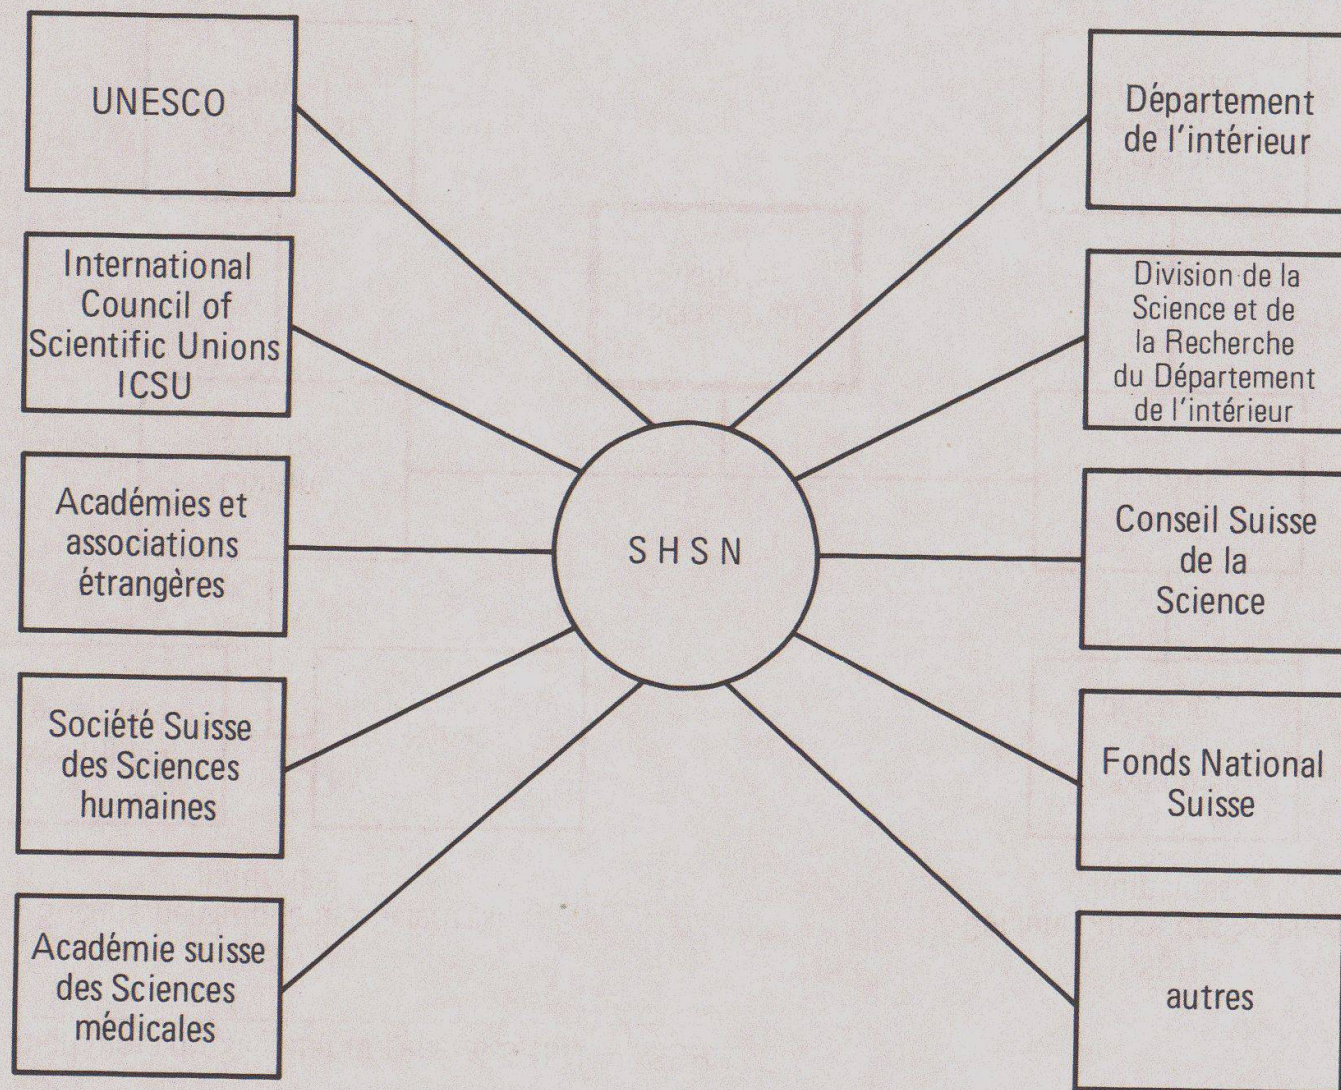 UNESCO
International
Council of
Scientific Unions
ICSU
Académies et
associations
étrangères
Société Suisse
des Sciences
humaines
Académie suisse
des Sciences
médicales
S H S N
Département
de l'intérieur
Division de la
Science et de
la Recherche
du Département
de l'intérieur
Conseil Suisse
de la
Science
Fonds National
Suisse
autres